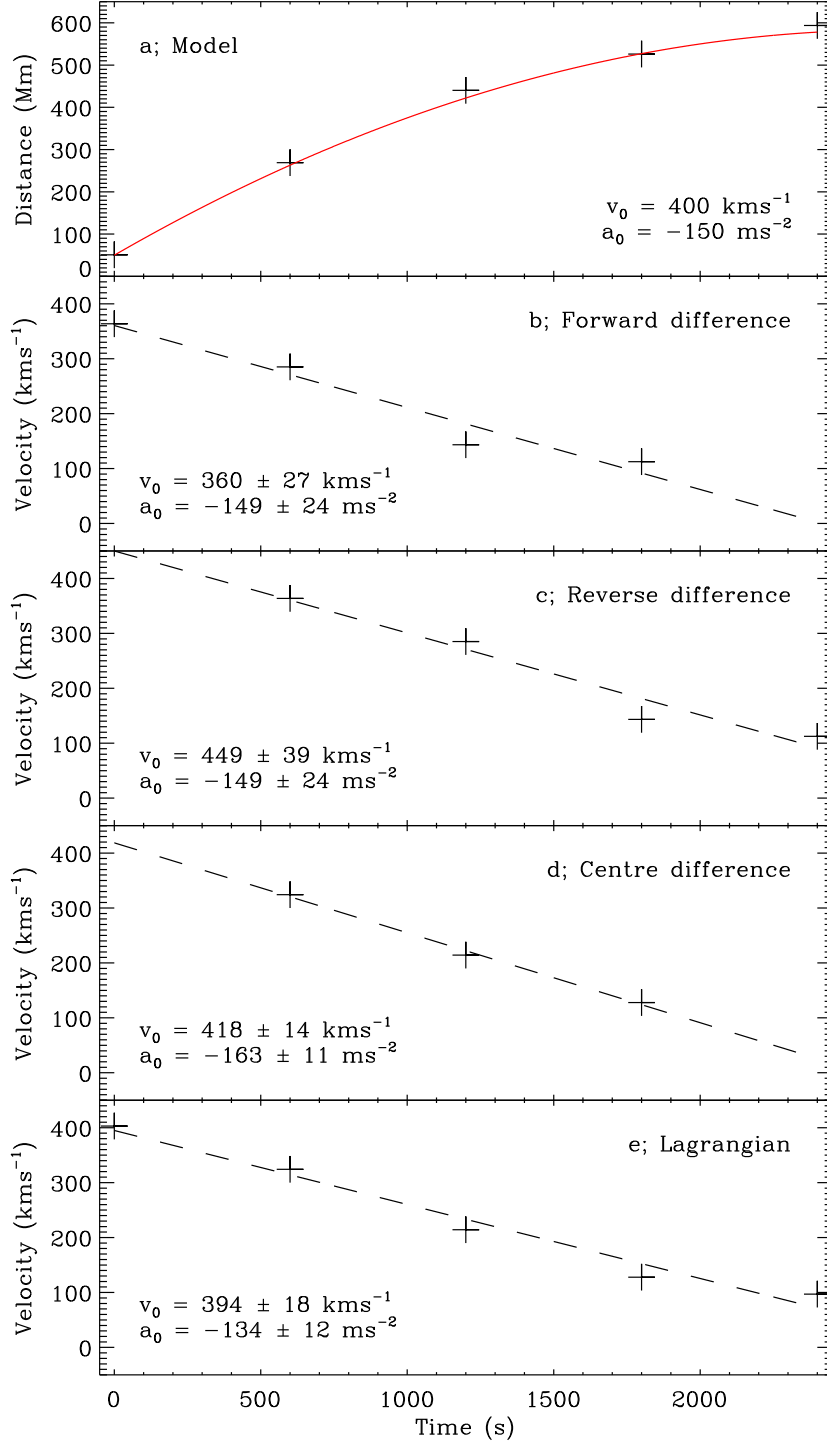 600
500
400
300
200
100
0
Distance (Mm)
a; Model
v₀ = 400 kms⁻¹
a₀ = −150 ms⁻²
400
300
200
100
0
Velocity (kms⁻¹)
b; Forward difference
v₀ = 360 ± 27 kms⁻¹
a₀ = −149 ± 24 ms⁻²
400
300
200
100
0
Velocity (kms⁻¹)
c; Reverse difference
v₀ = 449 ± 39 kms⁻¹
a₀ = −149 ± 24 ms⁻²
400
300
200
100
0
Velocity (kms⁻¹)
d; Centre difference
v₀ = 418 ± 14 kms⁻¹
a₀ = −163 ± 11 ms⁻²
400
300
200
100
0
Velocity (kms⁻¹)
e; Lagrangian
v₀ = 394 ± 18 kms⁻¹
a₀ = −134 ± 12 ms⁻²
0 500 1000 1500 2000
Time (s)